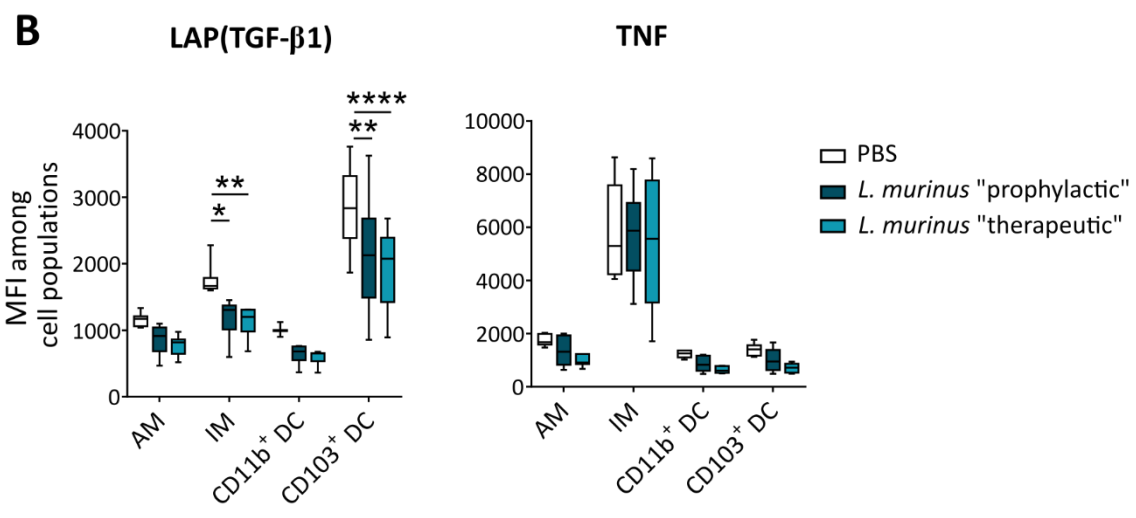 B
LAP(TGF-β1)
TNF
MFI among
cell populations
4000
3000
2000
1000
0
*
**
**
****
AM
IM
CD11b⁺ DC
CD103⁺ DC
10000
8000
6000
4000
2000
0
AM
IM
CD11b⁺ DC
CD103⁺ DC
PBS
L. murinus "prophylactic"
L. murinus "therapeutic"